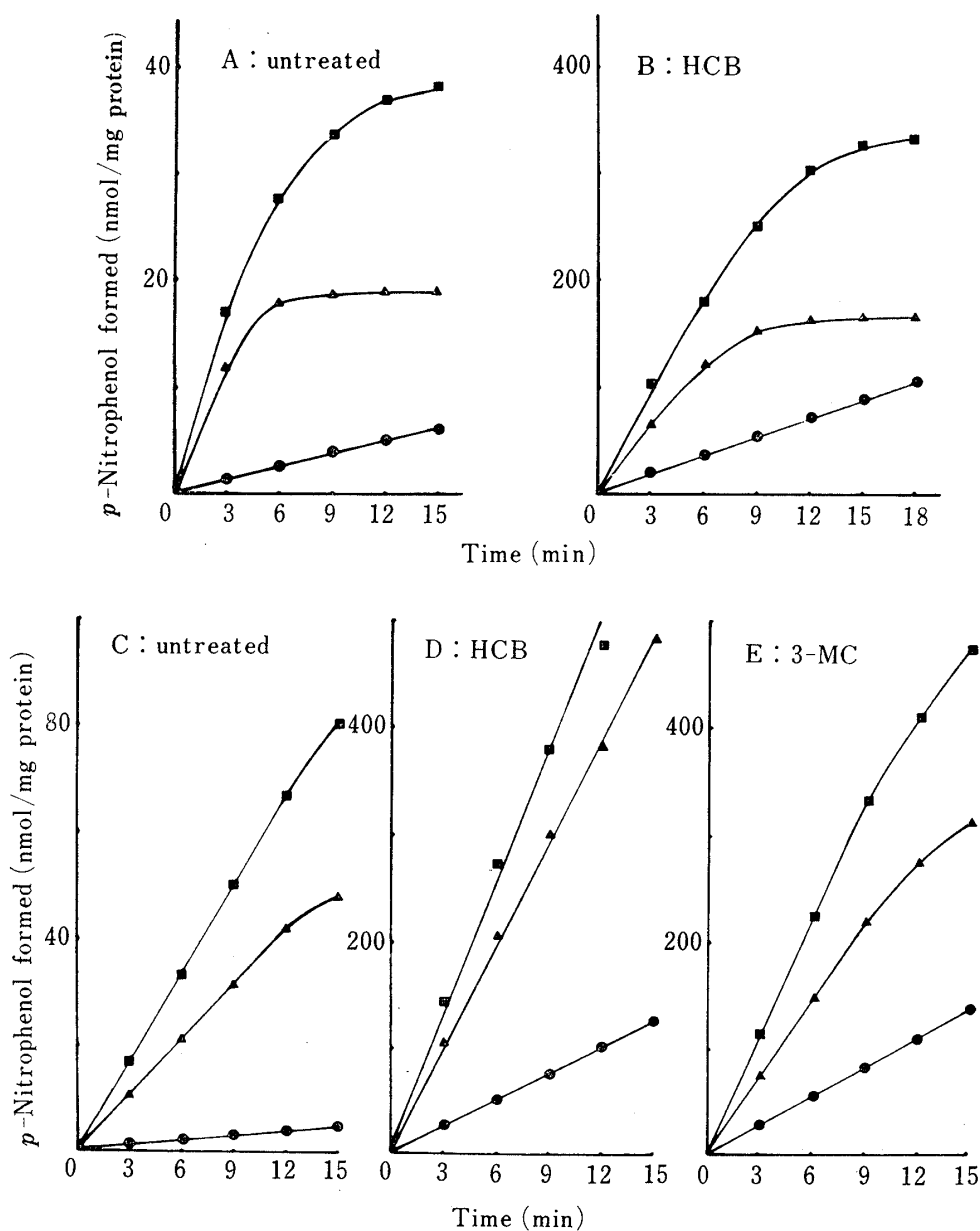 A : untreated
B : HCB
p-Nitrophenol formed (nmol/mg protein)
40
20
0 3 6 9 12 15
400
200
0 3 6 9 12 15 18
Time (min)
C : untreated
D : HCB
E : 3-MC
p-Nitrophenol formed (nmol/mg protein)
80
40
0 3 6 9 12 15
400
200
0 3 6 9 12 15
400
200
0 3 6 9 12 15
Time (min)